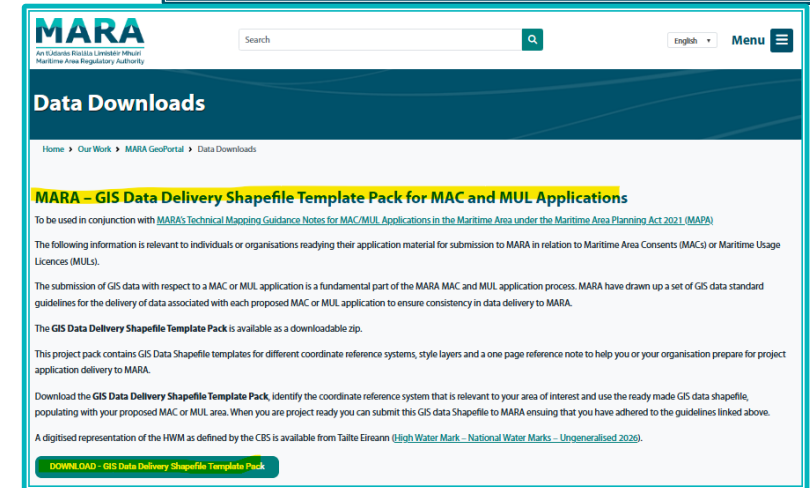 MARA
An tÚdarás Rialála Limistéir Mhuirí
Maritime Area Regulatory Authority
Search
English
Menu
Data Downloads
Home > Our Work > MARA GeoPortal > Data Downloads
MARA – GIS Data Delivery Shapefile Template Pack for MAC and MUL Applications
To be used in conjunction with MARA's Technical Mapping Guidance Notes for MAC/MUL Applications in the Maritime Area under the Maritime Area Planning Act 2021 (MAPA)
The following information is relevant to individuals or organisations readying their application material for submission to MARA in relation to Maritime Area Consents (MACs) or Maritime Usage
Licences (MULs).
The submission of GIS data with respect to a MAC or MUL application is a fundamental part of the MARA MAC and MUL application process. MARA have drawn up a set of GIS data standard
guidelines for the delivery of data associated with each proposed MAC or MUL application to ensure consistency in data delivery to MARA.
The GIS Data Delivery Shapefile Template Pack is available as a downloadable zip.
This project pack contains GIS Data Shapefile templates for different coordinate reference systems, style layers and a one page reference note to help you or your organisation prepare for project
application delivery to MARA.
Download the GIS Data Delivery Shapefile Template Pack, identify the coordinate reference system that is relevant to your area of interest and use the ready made GIS data shapefile,
populating with your proposed MAC or MUL area. When you are project ready you can submit this GIS data Shapefile to MARA ensuring that you have adhered to the guidelines linked above.
A digitised representation of the HWM as defined by the CBS is available from Tailte Eireann (High Water Mark – National Water Marks – Ungeneralised 2026).
DOWNLOAD - GIS Data Delivery Shapefile Template Pack